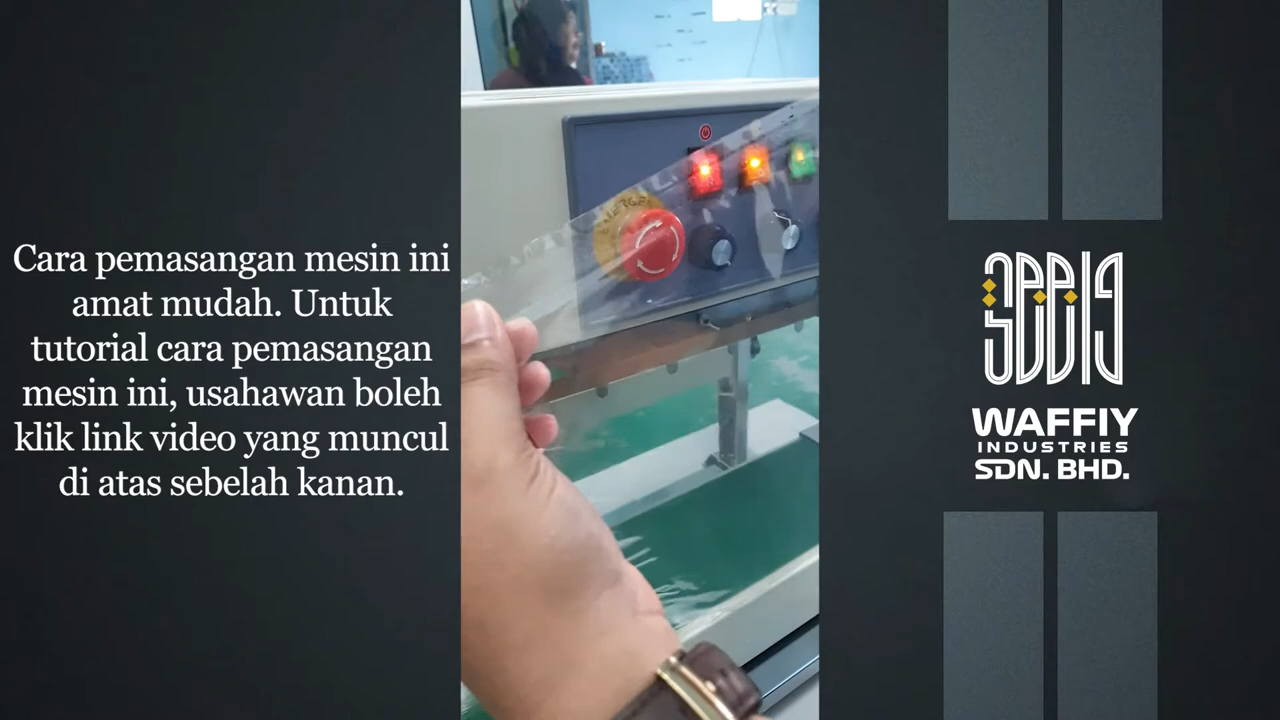 Cara pemasangan mesin ini
amat mudah. Untuk
tutorial cara pemasangan
mesin ini, usahawan boleh
klik link video yang muncul
di atas sebelah kanan.
WAFFIY
INDUSTRIES
SDN. BHD.